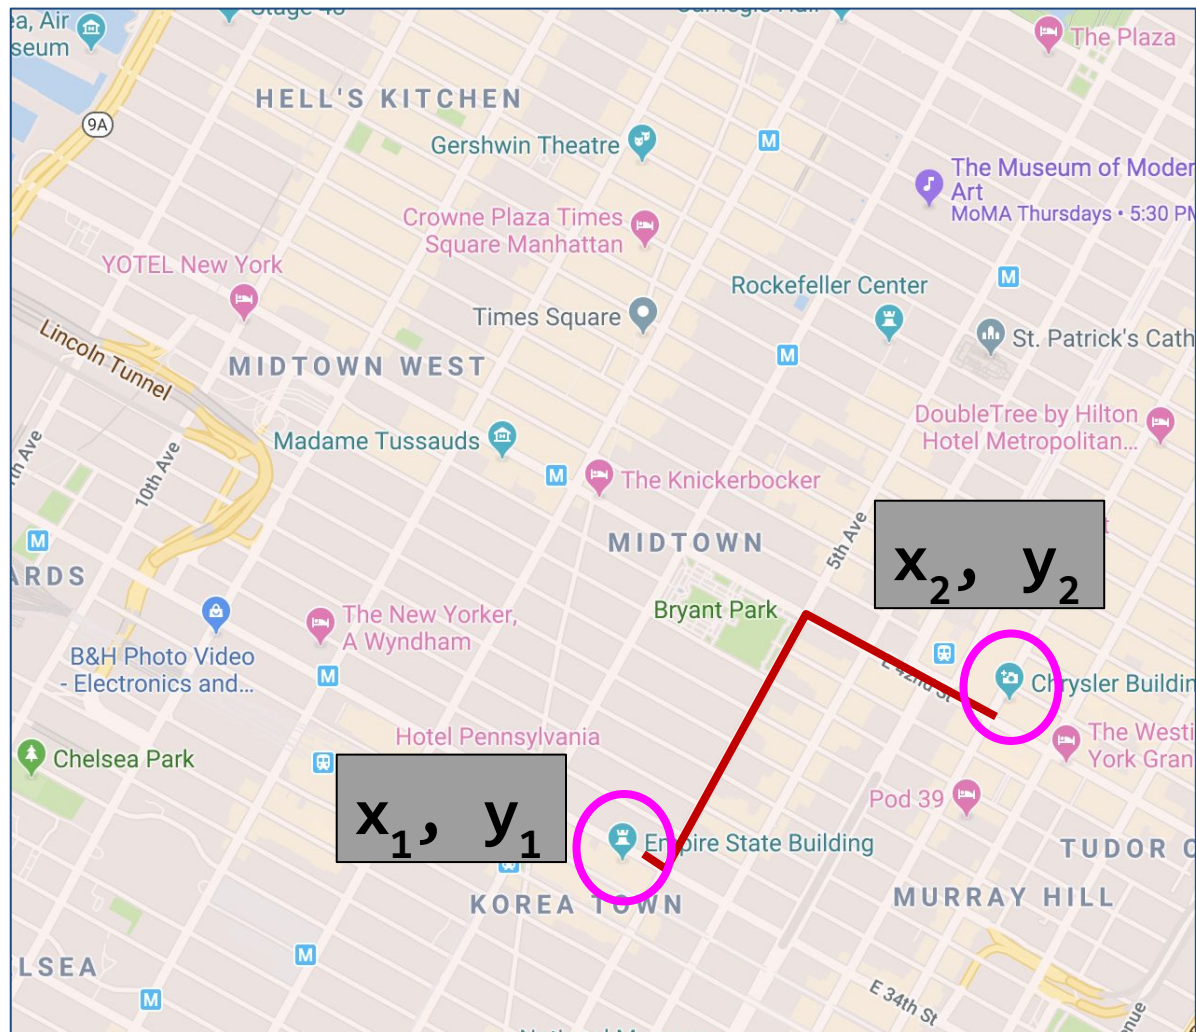 ea, Air
seum
The Plaza
HELL'S KITCHEN
9A
Gershwin Theatre
M
The Museum of Moder
Art
MoMA Thursdays • 5:30 PM
Crowne Plaza Times
Square Manhattan
YOTEL New York
M
Rockefeller Center
Times Square
St. Patrick's Cath
Lincoln Tunnel
M
MIDTOWN WEST
DoubleTree by Hilton
Hotel Metropolitan...
Madame Tussauds
10th Ave
M
The Knickerbocker
M
MIDTOWN
5th Ave
x2, y2
ARDS
Bryant Park
The New Yorker,
A Wyndham
B&H Photo Video
- Electronics and...
M
E 42nd St
Chrysler Buildin
Hotel Pennsylvania
The Westi
York Gran
Chelsea Park
Pod 39
x1, y1
Empire State Building
TUDOR C
KOREA TOWN
MURRAY HILL
M
LSEA
M
E 34th St
nue